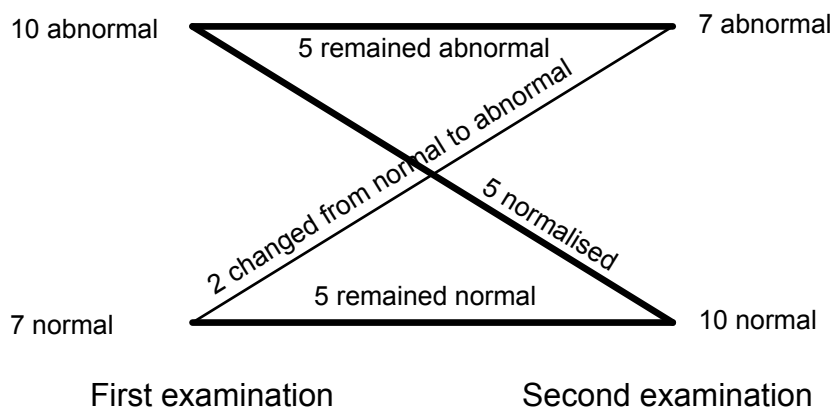 10 abnormal
7 abnormal
5 remained abnormal
2 changed from normal to abnormal
5 normalised
5 remained normal
7 normal
10 normal
First examination
Second examination